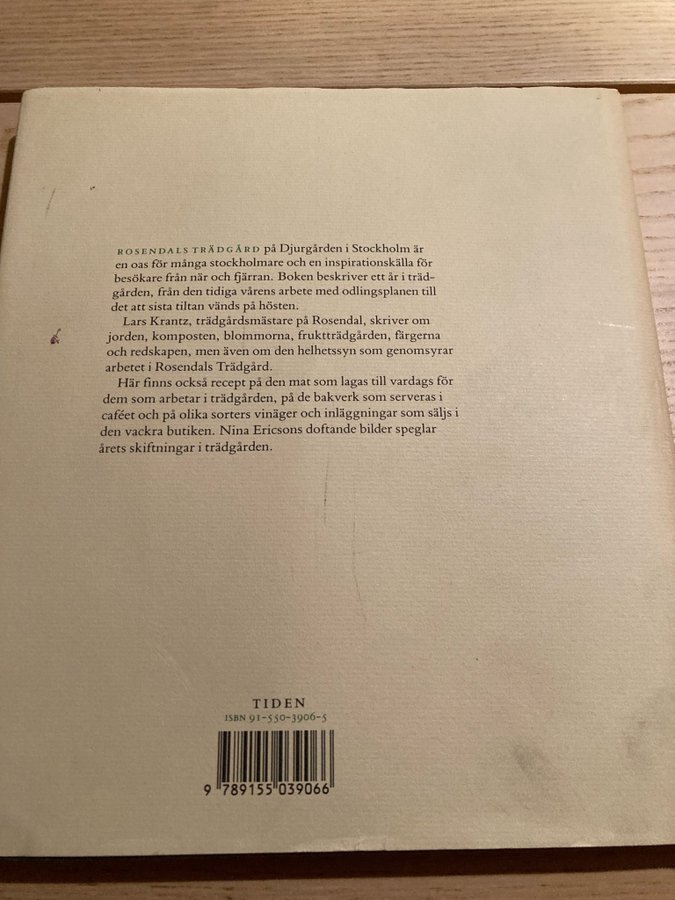 ROSENDALS TRÄDGÅRD på Djurgården i Stockholm är
en oas för många stockholmare och en inspirationskälla för
besökare från när och fjärran. Boken beskriver ett år i träd-
gården, från den tidiga vårens arbete med odlingsplanen till
det att sista tiltan vänds på hösten.
Lars Krantz, trädgårdsmästare på Rosendal, skriver om
jorden, komposten, blommorna, fruktträdgården, färgerna
och redskapen, men även om den helhetssyn som genomsyrar
arbetet i Rosendals Trädgård.
Här finns också recept på den mat som lagas till vardags för
dem som arbetar i trädgården, på de bakverk som serveras i
caféet och på olika sorters vinäger och inläggningar som säljs i
den vackra butiken. Nina Ericsons doftande bilder speglar
årets skiftningar i trädgården.
TIDEN
ISBN 91-550-3906-5
9 789155 039066